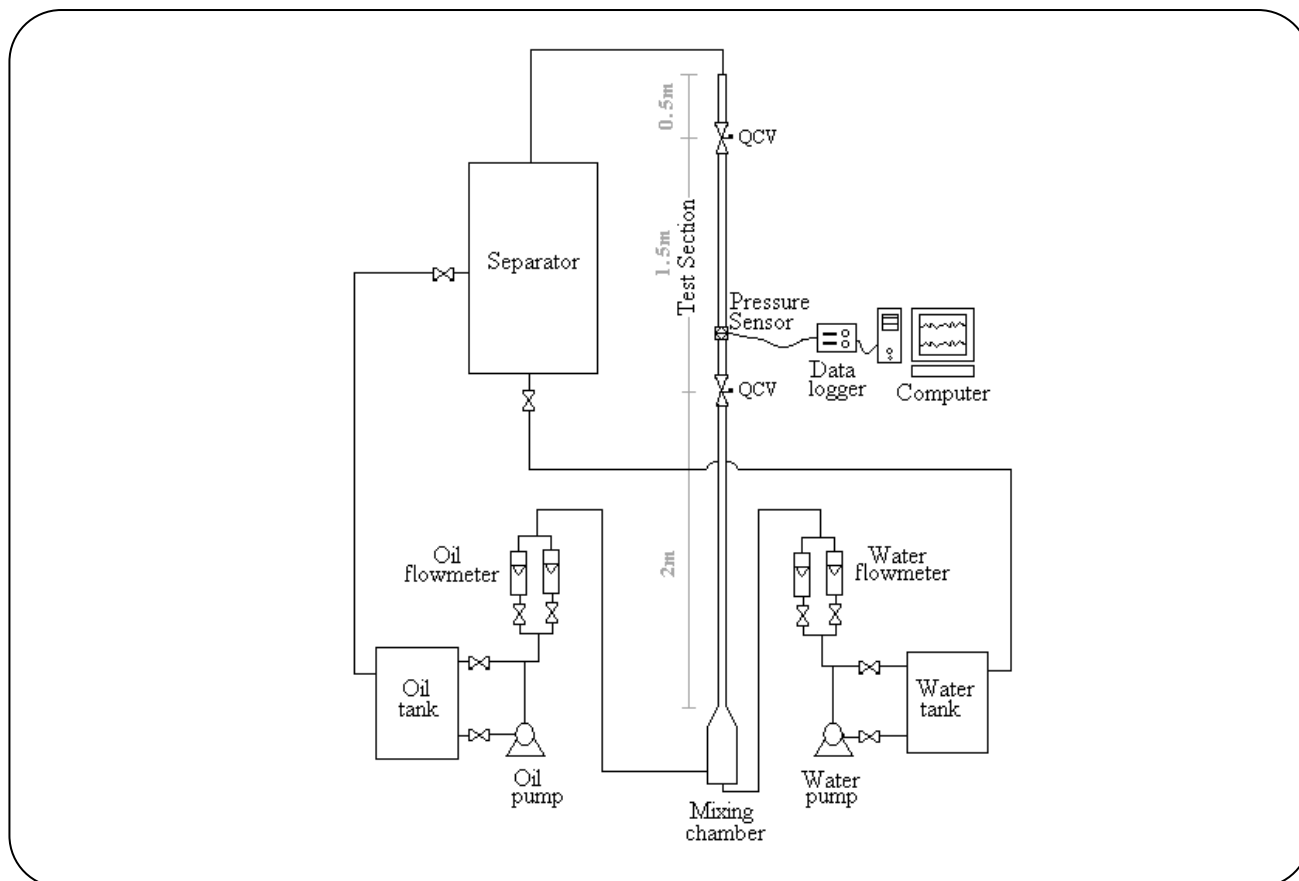 0.5m
QCV
Separator
1.5m
Test Section
Pressure
Sensor
Data
logger
Computer
QCV
2m
Oil
flowmeter
Water
flowmeter
Oil
tank
Water
tank
Oil
pump
Water
pump
Mixing
chamber